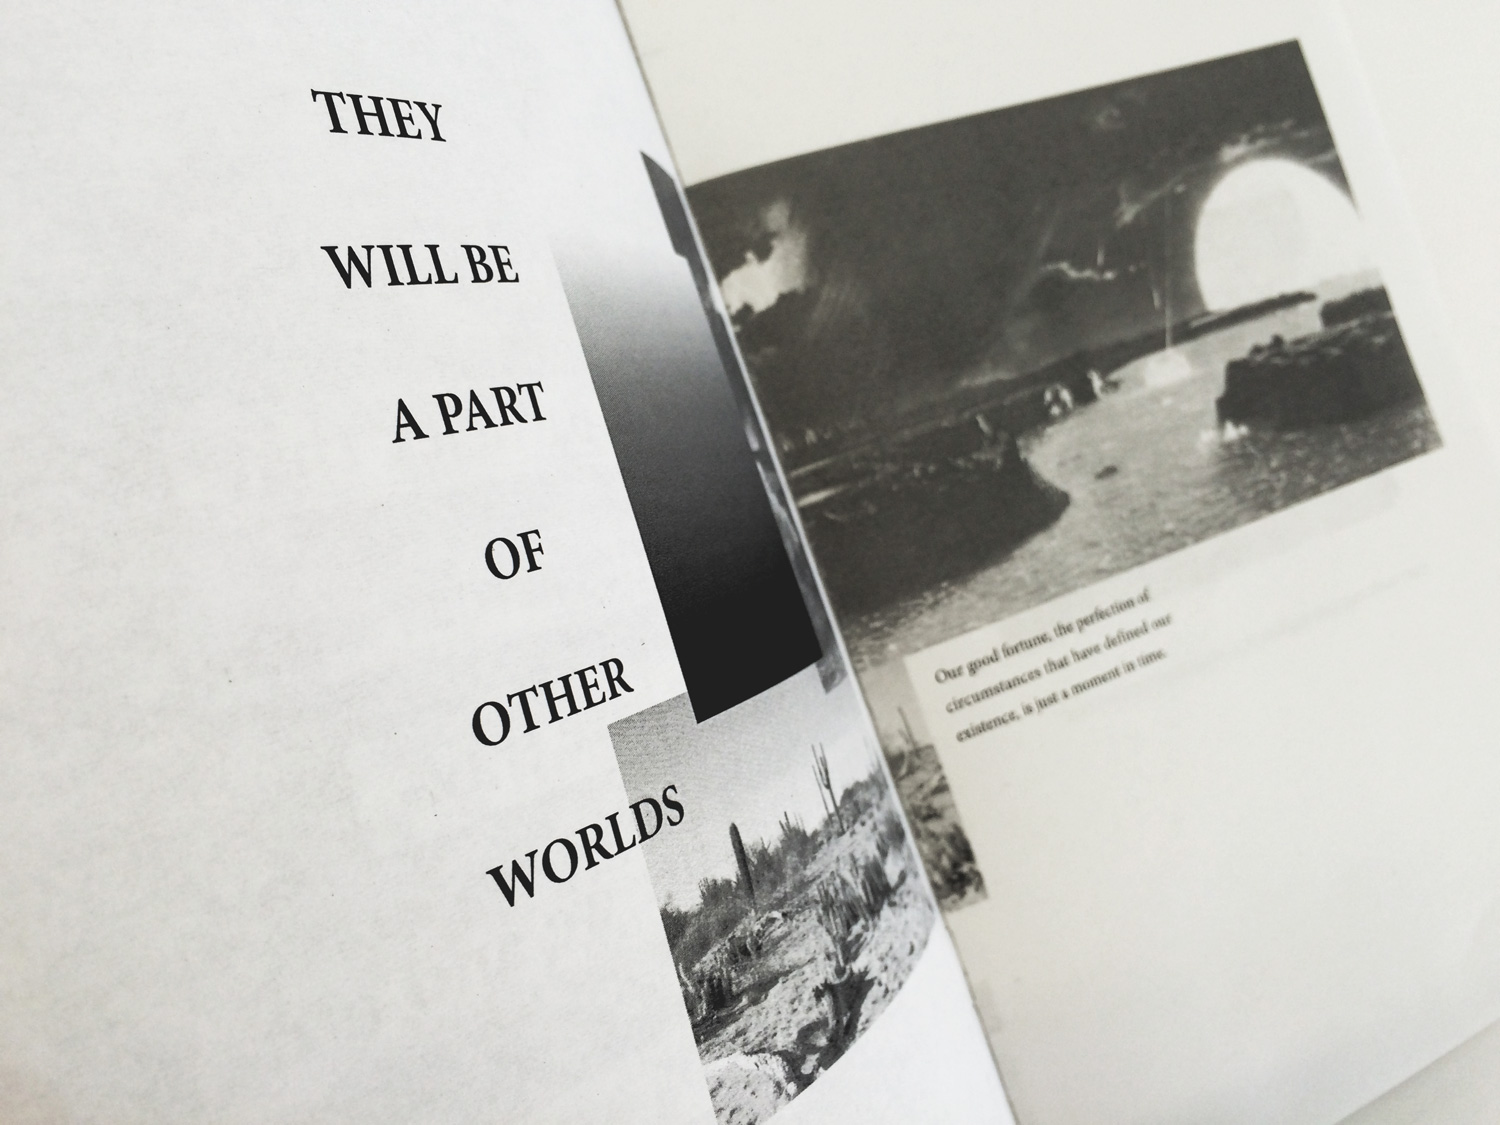 THEY
WILL BE
A PART
OF
OTHER
WORLDS
Our good fortune, the perfection of
circumstances that have defined our
existence, is just a moment in time.